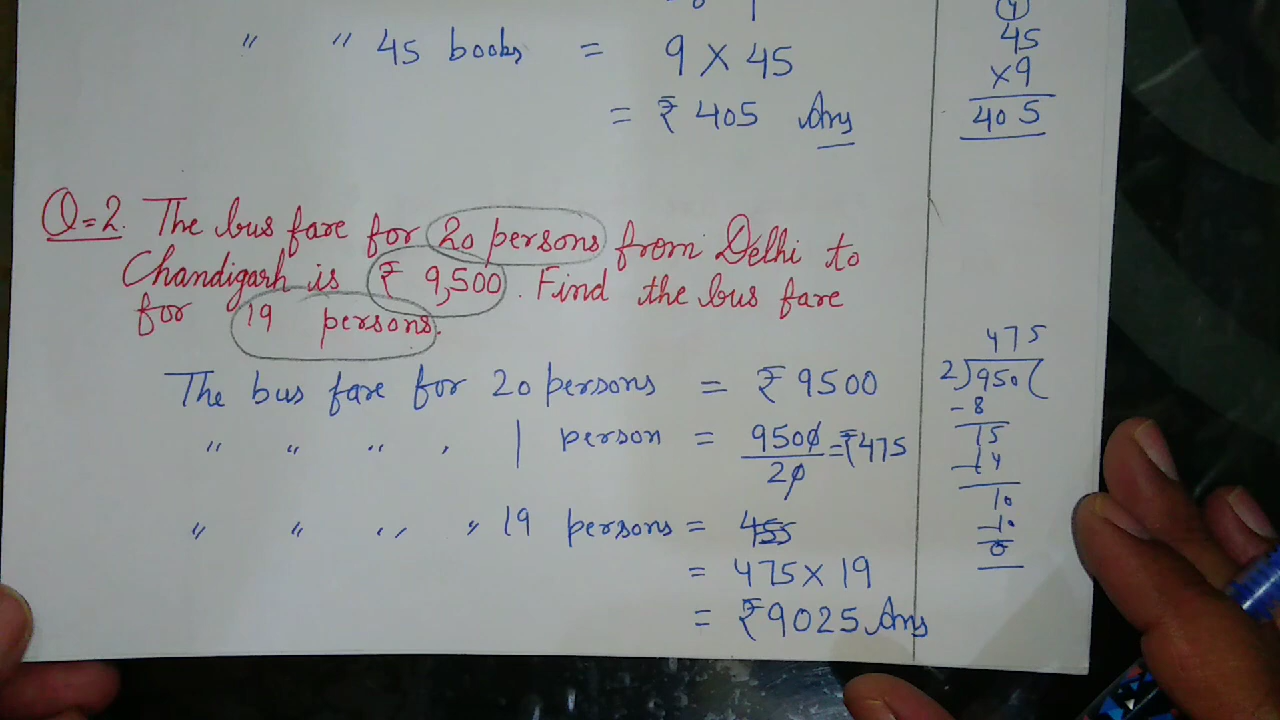 ④
45
" " 45 books = 9 X 45
x9
= ₹ 405 Ans
405
Q=2. The bus fare for 20 persons from Delhi to
Chandigarh is ₹ 9,500. Find the bus fare
for 19 persons.
The bus fare for 20 persons = ₹ 9500
" " " , 1 person = 9500/20 = ₹475
" " " " 19 persons = 455
= 475 X 19
= ₹9025 Ans
475
2)950(
-8
15
-14
10
-10
0